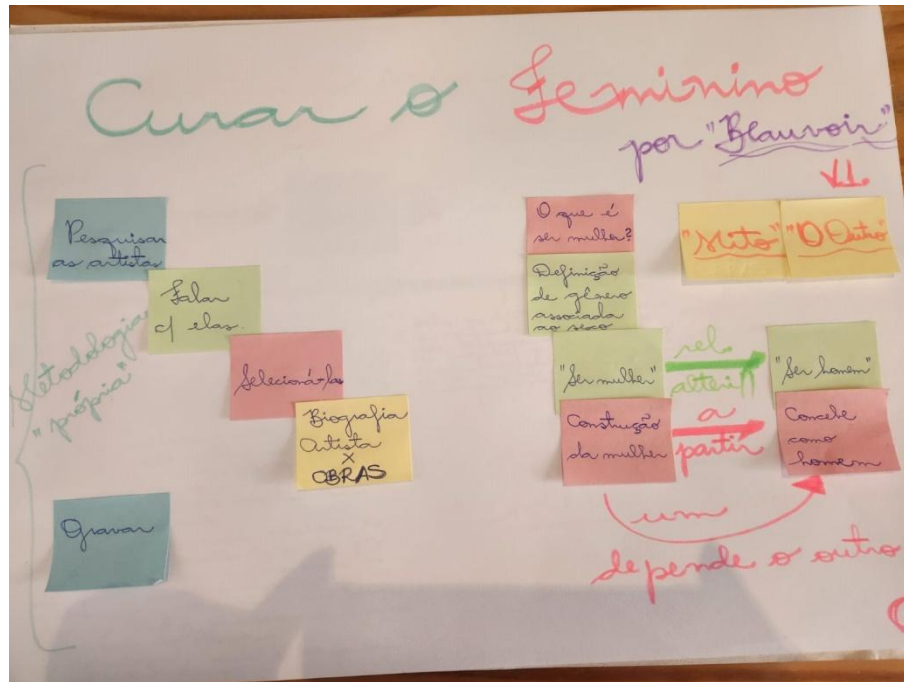 Curar o Feminino
por "Beauvoir"
Metodologia
"própria"
Pesquisar
as artistas
Falar
c/ elas
Selecioná-las
Biografia
Artista
x
OBRAS
Gravar
O que é
ser mulher?
Definição
de gênero
associada
ao sexo
"Mito"
"O Outro"
"Ser mulher"
rel.
"Ser homem"
Construção
da mulher
a
partir
Concebe
como
homem
um
depende o outro